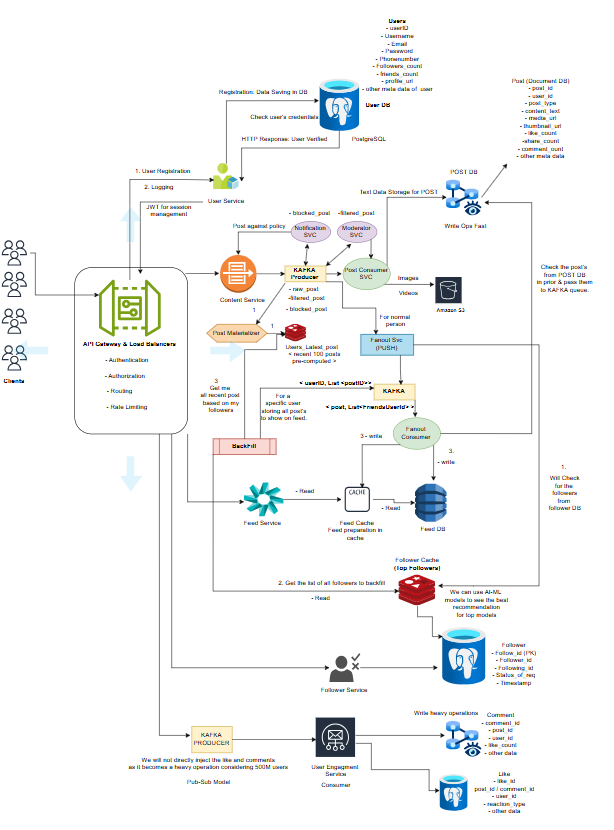 Users
- userID
- Username
- Email
- Password
- Phonenumber
- Followers_count
- friends_count
- profile_url
- other meta data of user
User DB
PostgreSQL
Registration: Data Saving in DB
Check user's credentials
HTTP Response: User Verified
1. User Registration
2. Logging
JWT for session
management
User Service
Post (Document DB)
- post_id
- user_id
- post_type
- content_text
- media_url
- thumbnail_url
- like_count
-share_count
- comment_ount
- other meta data
POST DB
Text Data Storage for POST
Write Ops Fast
- blocked_post
-filtered_post
Post against policy
Notification
SVC
Moderator
SVC
Content Service
KAFKA
Producer
Post Consumer
SVC
Images
Videos
Amazon S3
- raw_post
-filtered_post
- blocked_post
Check the post's
from POST DB
in prior & pass them
to KAFKA queue.
Clients
API Gateway & Load Balancers
- Authentication
- Authorization
- Routing
- Rate Limiting
1
Post Materializer
1
Users_Latest_post
< recent 100 posts
pre-computed >
For normal
person
Fanout Svc
(PUSH)
3
Get me
all recent post
based on my
followers
< userID, List <postID>>
For a
specific user
storing all post's
to show on feed.
KAFKA
< post, List<FriendsUserId> >
BackFill
Fanout
Consumer
3 - write
3.
- write
1.
Will Check
for the
followers
from
follower DB
Feed Service
- Read
CACHE
Feed Cache
Feed preparation in
cache
- Read
Feed DB
Follower Cache
(Top Followers)
2. Get the list of all followers to backfill
- Read
We can use AI-ML
models to see the best
recommendation
for top models
Follower
- Follow_id (PK)
- Follower_id
- Following_id
- Status_of_req
- Timestamp
Follower Service
KAFKA
PRODUCER
We will not directly inject the like and comments
as it becomes a heavy operation considering 500M users
Pub-Sub Model
User Engagment
Service
Consumer
Write heavy operations
Comment
- comment_id
- post_id
- user_id
- like_count
- other data
Like
- like_id
post_id / comment_id
- user_id
- reaction_type
- other data